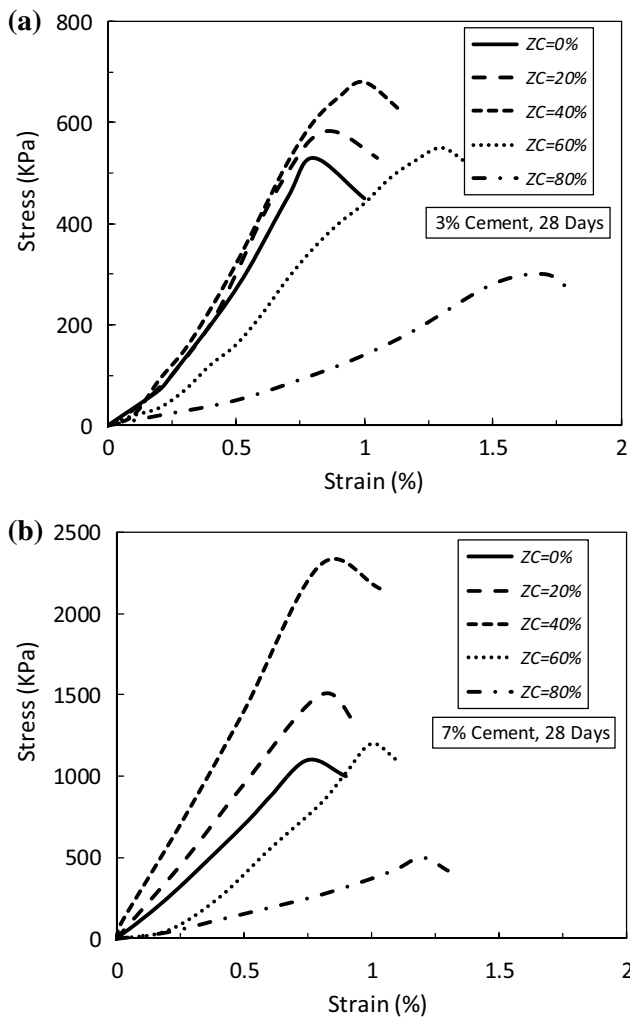 (a)
800
600
400
200
0
Stress (KPa)
ZC=0%
ZC=20%
ZC=40%
ZC=60%
ZC=80%
3% Cement, 28 Days
0 0.5 1 1.5 2
Strain (%)
(b)
2500
2000
1500
1000
500
0
Stress (KPa)
ZC=0%
ZC=20%
ZC=40%
ZC=60%
ZC=80%
7% Cement, 28 Days
0 0.5 1 1.5 2
Strain (%)